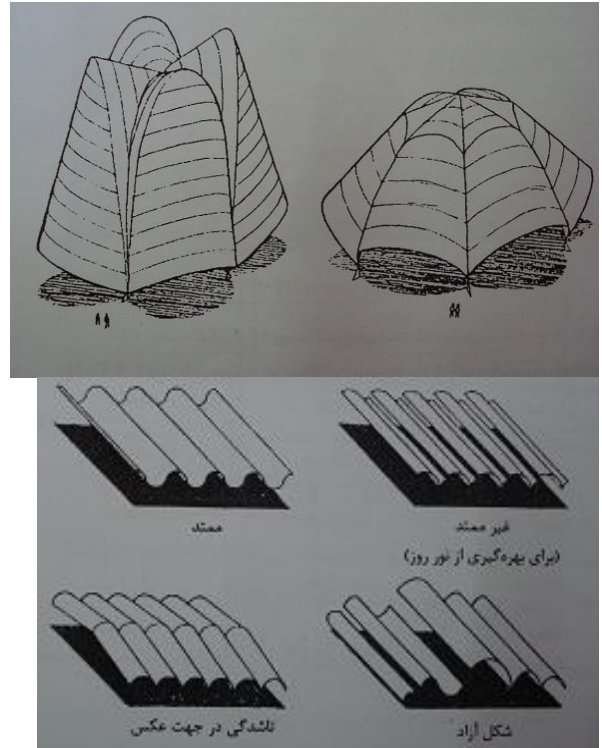 ممتد
غیر ممتد
(برای بهره‌گیری از نور روز)
تاشدگی در جهت عکس
شکل آزاد